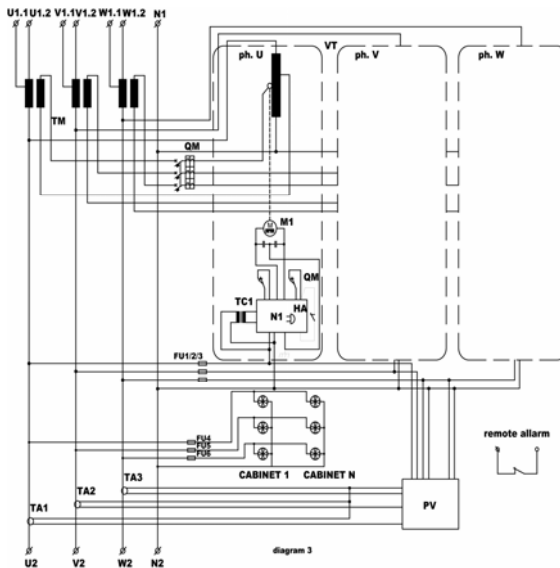 U1.1 U1.2 V1.1 V1.2 W1.1 W1.2 N1
VT
ph. U ph. V ph. W
TM
QM
M1
QM
TC1
HA
N1
FU1/2/3
FU4
FU5
FU6
remote allarm
CABINET 1 CABINET N
TA3
TA2
TA1
PV
diagram 3
U2 V2 W2 N2